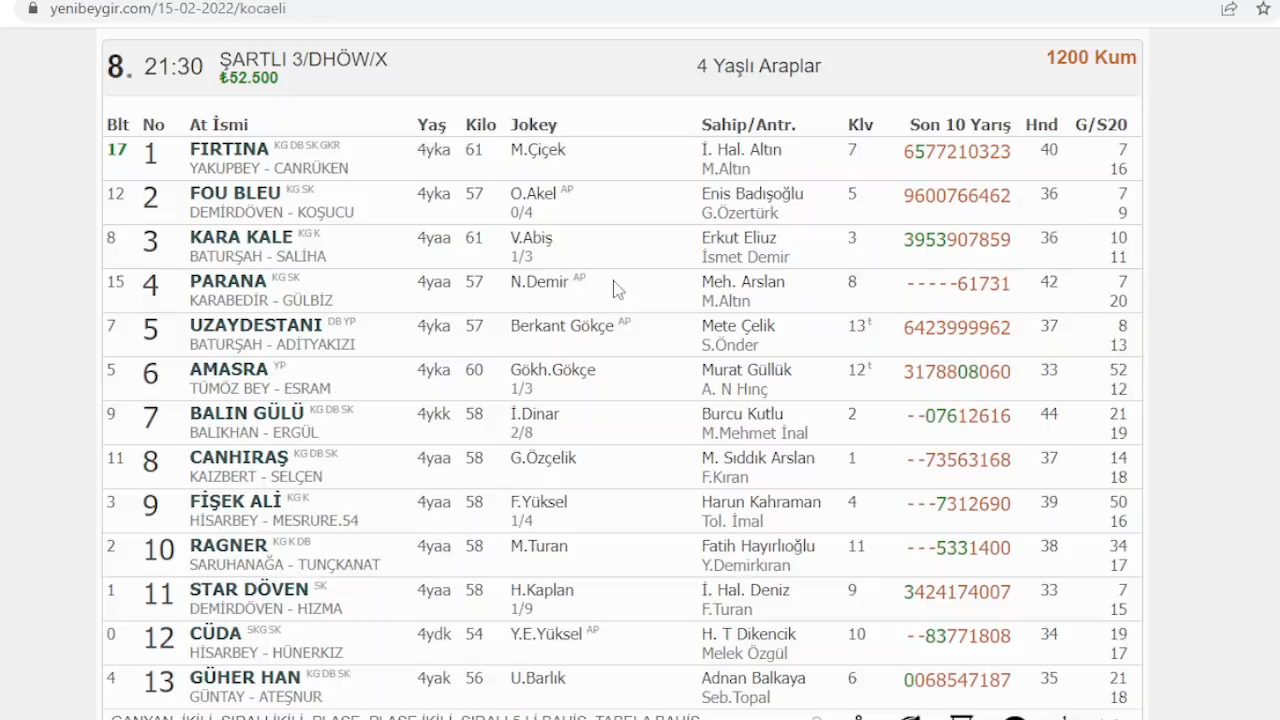 yenibeygir.com/15-02-2022/kocaeli
8. 21:30 ŞARTLI 3/DHÖW/X 4 Yaşlı Araplar 1200 Kum
₺52.500
Blt No At İsmi Yaş Kilo Jokey Sahip/Antr. Klv Son 10 Yarış Hnd G/S20
17 1 FIRTINA KG DB SK GKR 4yka 61 M.Çiçek İ. Hal. Altın 7 6577210323 40 7
YAKUPBEY - CANRÜKEN M.Altın 16
12 2 FOU BLEU KG SK 4yka 57 O.Akel AP Enis Badışoğlu 5 9600766462 36 7
DEMİRDÖVEN - KOŞUCU 0/4 G.Özertürk 9
8 3 KARA KALE KG K 4yaa 61 V.Abiş Erkut Eliuz 3 3953907859 36 10
BATURŞAH - SALİHA 1/3 İsmet Demir 11
15 4 PARANA KG SK 4yaa 57 N.Demir AP Meh. Arslan 8 -----61731 42 7
KARABEDİR - GÜLBİZ M.Altın 20
7 5 UZAYDESTANI DB YP 4yka 57 Berkant Gökçe AP Mete Çelik 13t 6423999962 37 8
BATURŞAH - ADİTYAKIZI S.Önder 13
5 6 AMASRA YP 4yka 60 Gökh.Gökçe Murat Güllük 12t 3178808060 33 52
TÜMÖZ BEY - ESRAM 1/3 A. N Hınç 12
9 7 BALIN GÜLÜ KG DB SK 4ykk 58 İ.Dinar Burcu Kutlu 2 --07612616 44 21
BALIKHAN - ERGÜL 2/8 M.Mehmet İnal 19
11 8 CANHIRAŞ KG DB SK 4yaa 58 G.Özçelik M. Sıddık Arslan 1 --73563168 37 14
KAIZBERT - SELÇEN F.Kıran 18
3 9 FİŞEK ALİ KG K 4yaa 58 F.Yüksel Harun Kahraman 4 ---7312690 39 50
HİSARBEY - MESRURE.54 1/4 Tol. İmal 16
2 10 RAGNER KG K DB 4yaa 58 M.Turan Fatih Hayırlıoğlu 11 ---5331400 38 34
SARUHANAĞA - TUNÇKANAT Y.Demirkıran 17
1 11 STAR DÖVEN SK 4yaa 58 H.Kaplan İ. Hal. Deniz 9 3424174007 33 7
DEMİRDÖVEN - HIZMA 1/9 F.Turan 15
0 12 CÜDA SKG SK 4ydk 54 Y.E.Yüksel AP H. T Dikencik 10 --83771808 34 19
HİSARBEY - HÜNERKIZ Melek Özgül 17
4 13 GÜHER HAN KG DB SK 4yak 56 U.Barlık Adnan Balkaya 6 0068547187 35 21
GÜNTAY - ATEŞNUR Seb.Topal 18